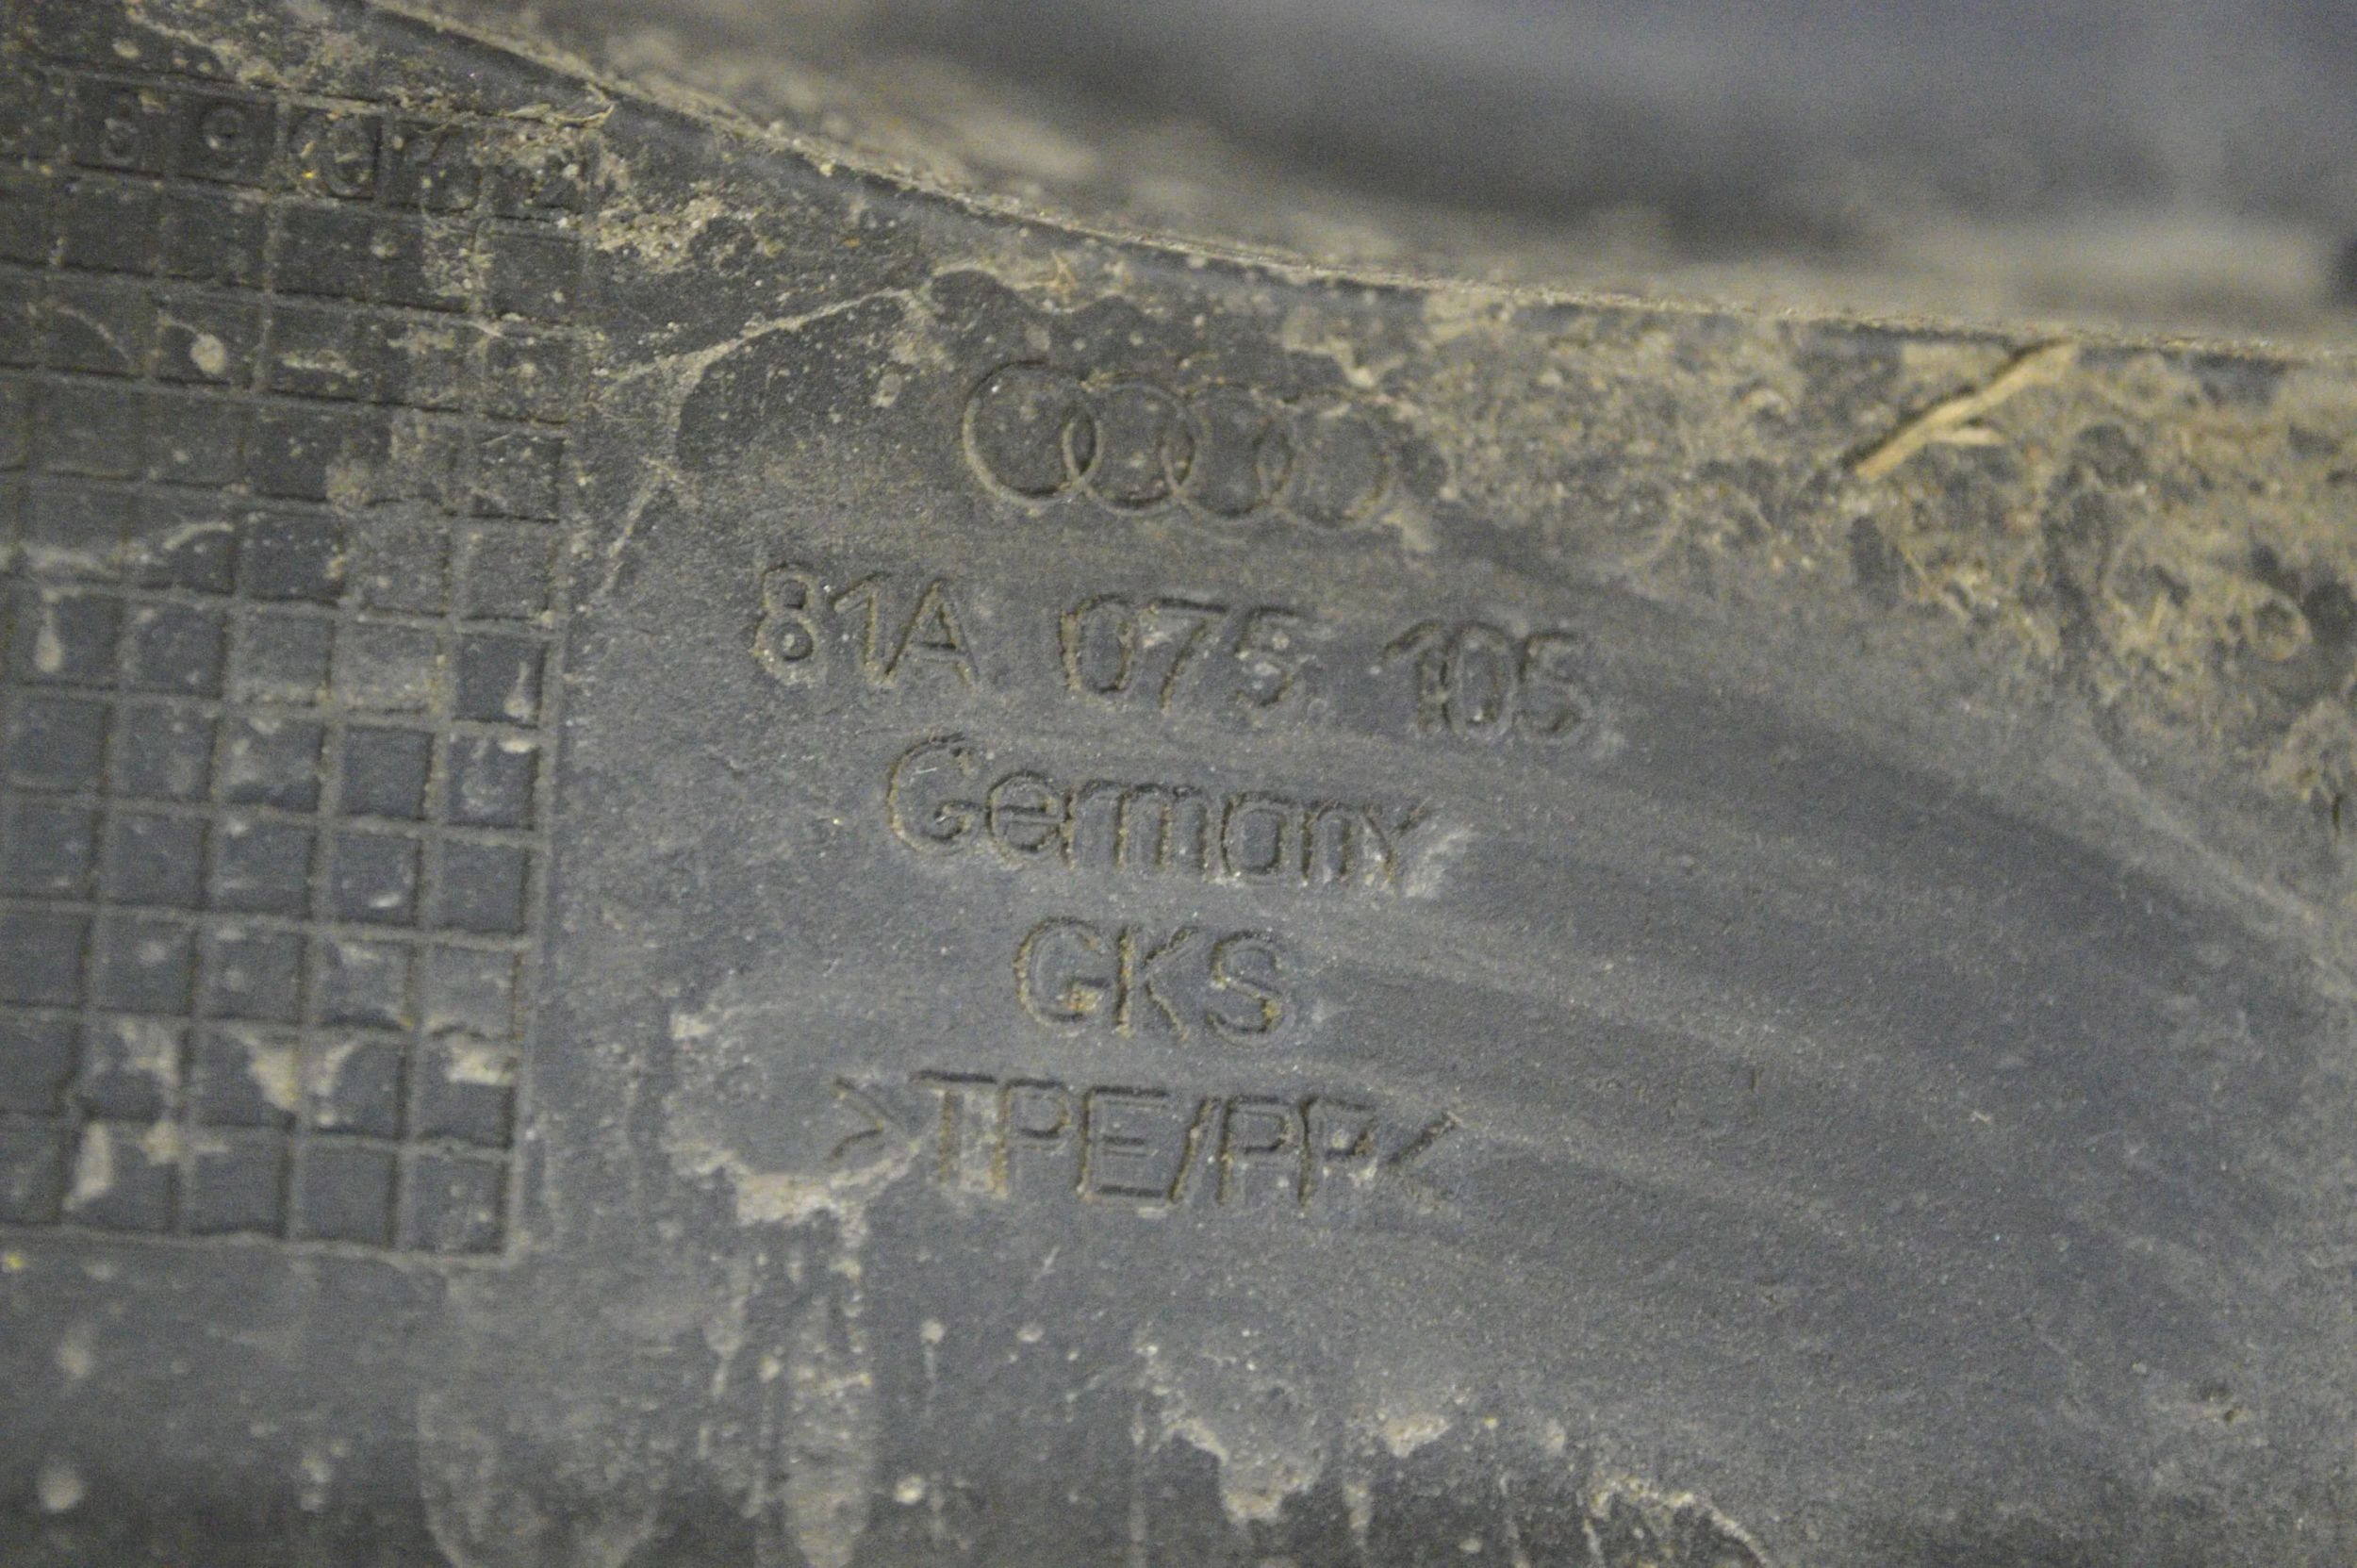 81A 075 105
Germany
GKS
>TPE/PP<